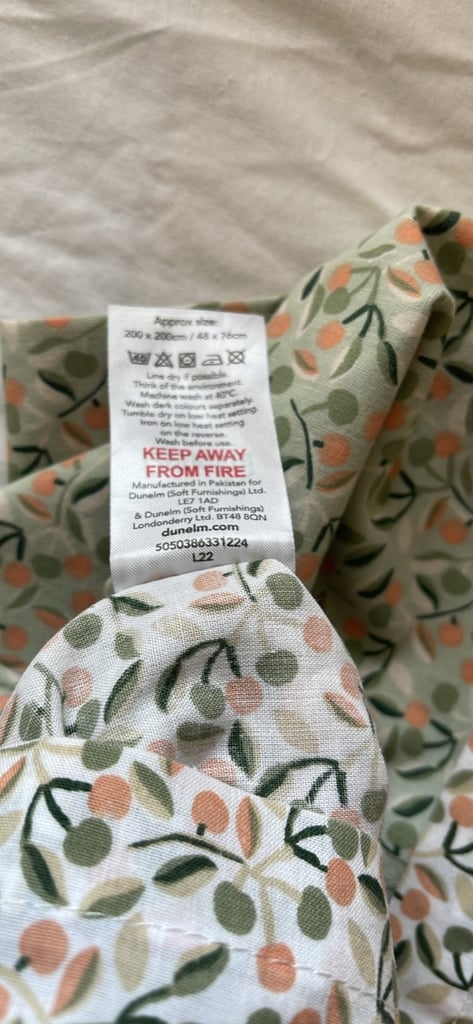 Approx size:
200 x 200cm / 48 x 76cm
40
Line dry if possible.
Think of the environment.
Machine wash at 40°C.
Wash dark colours separately.
Tumble dry on low heat setting.
Iron on low heat setting
on the reverse.
Wash before use.
KEEP AWAY
FROM FIRE
Manufactured in Pakistan for
Dunelm (Soft Furnishings) Ltd.
LE7 1AD
& Dunelm (Soft Furnishings)
Londonderry Ltd. BT48 8QN
dunelm.com
5050386331224
L22